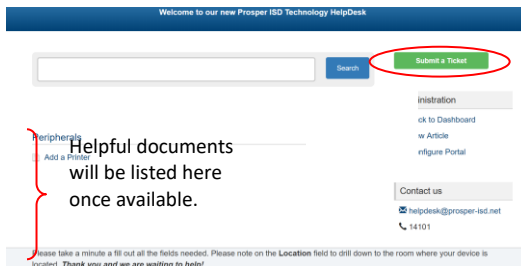 Welcome to our new Prosper ISD Technology HelpDesk
Search
Submit a Ticket
inistration
ck to Dashboard
w Article
nfigure Portal
Peripherals
Add a Printer
Helpful documents
will be listed here
once available.
Contact us
helpdesk@prosper-isd.net
14101
Please take a minute a fill out all the fields needed. Please note on the Location field to drill down to the room where your device is
located. Thank you and we are waiting to help!